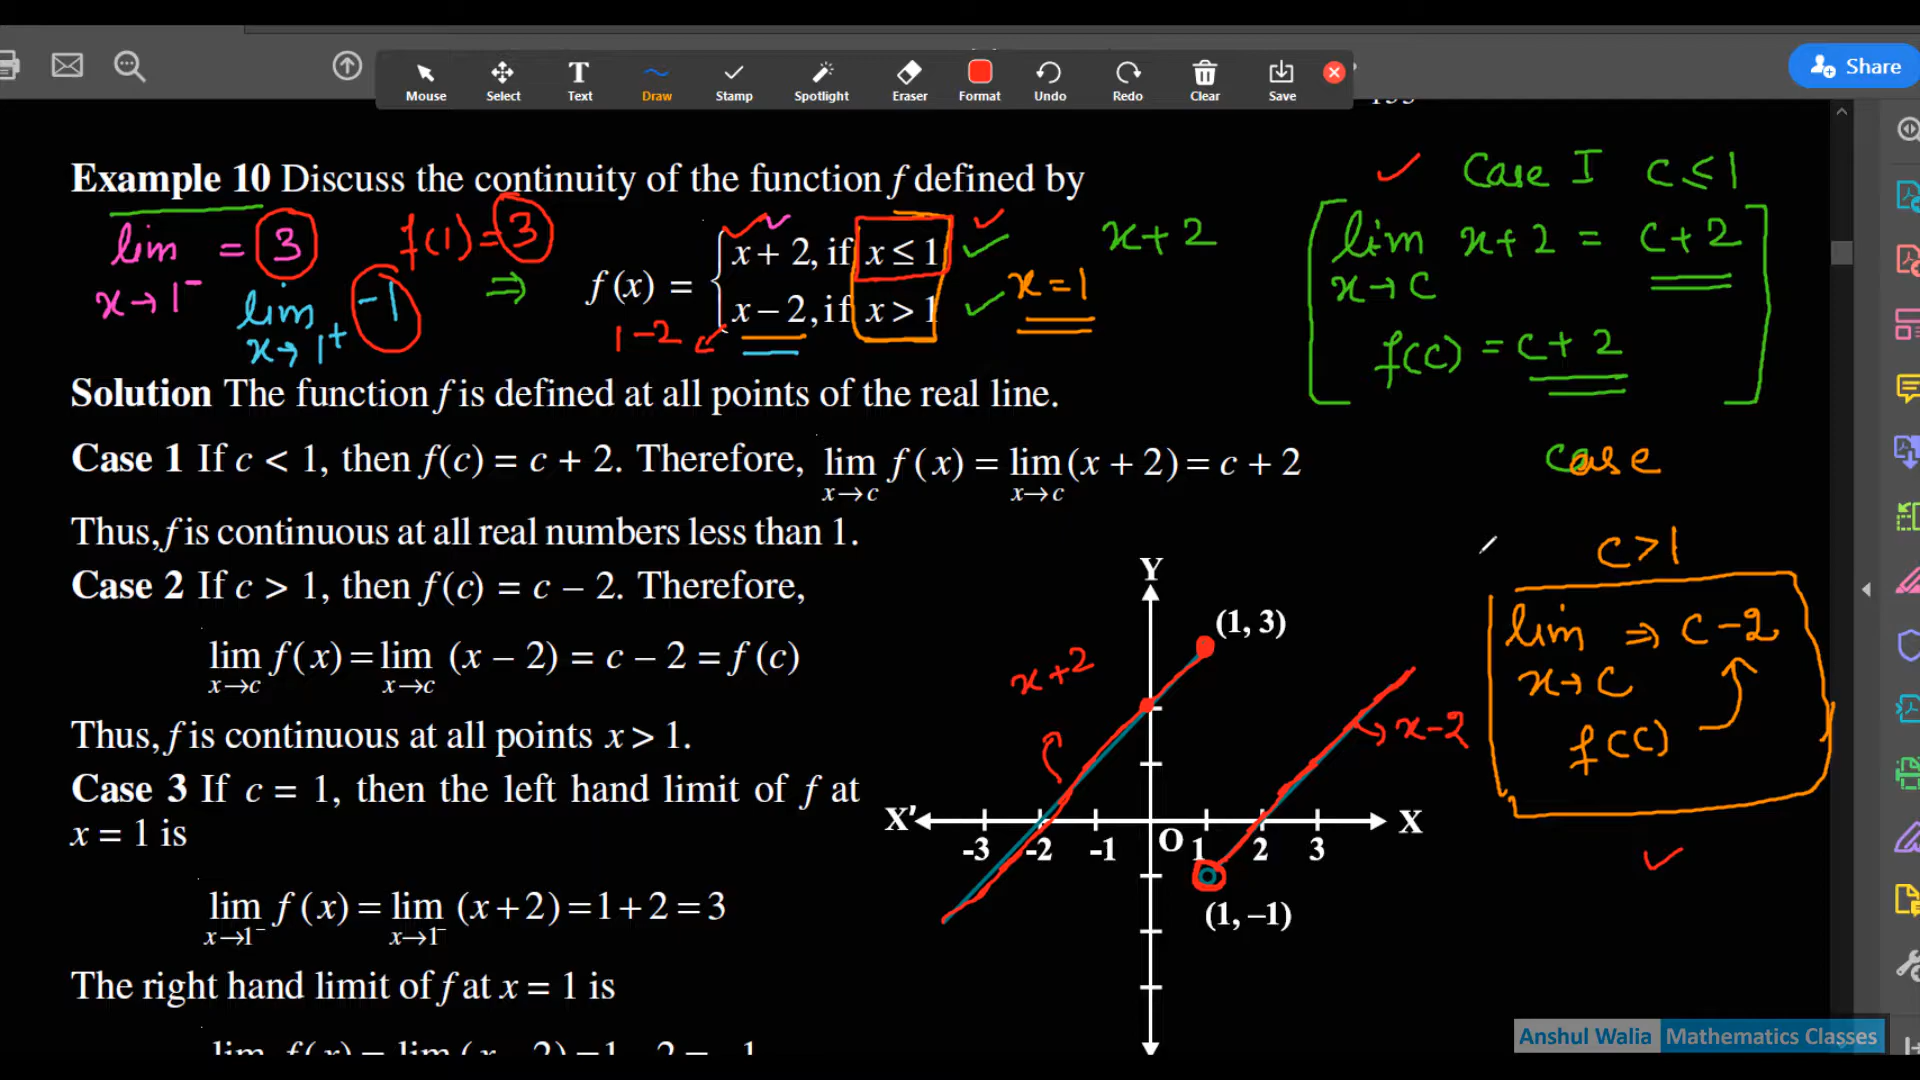 Share
Mouse Select Text Draw Stamp Spotlight Eraser Format Undo Redo Clear Save
Example 10 Discuss the continuity of the function f defined by
lim = 3
x→1⁻
f(1) = 3
lim -1
x→1⁺
⇒
f(x) = { x + 2, if x ≤ 1
x − 2, if x > 1
1-2
x = 1
x+2
Case I c ≤ 1
lim x+2 = c+2
x→c
f(c) = c+2
Solution The function f is defined at all points of the real line.
Case 1 If c < 1, then f(c) = c + 2. Therefore, lim f(x) = lim (x + 2) = c + 2
x→c x→c
Thus, f is continuous at all real numbers less than 1.
Case 2 If c > 1, then f(c) = c – 2. Therefore,
lim f(x) = lim (x − 2) = c − 2 = f(c)
x→c x→c
Thus, f is continuous at all points x > 1.
Case 3 If c = 1, then the left hand limit of f at
x = 1 is
lim f(x) = lim (x + 2) = 1 + 2 = 3
x→1⁻ x→1⁻
The right hand limit of f at x = 1 is
Case
c > 1
lim ⇒ c-2
x→c
f(c)
Y
(1, 3)
x+2
x-2
X′ X
-3 -2 -1 O 1 2 3
(1, –1)
Anshul Walia Mathematics Classes